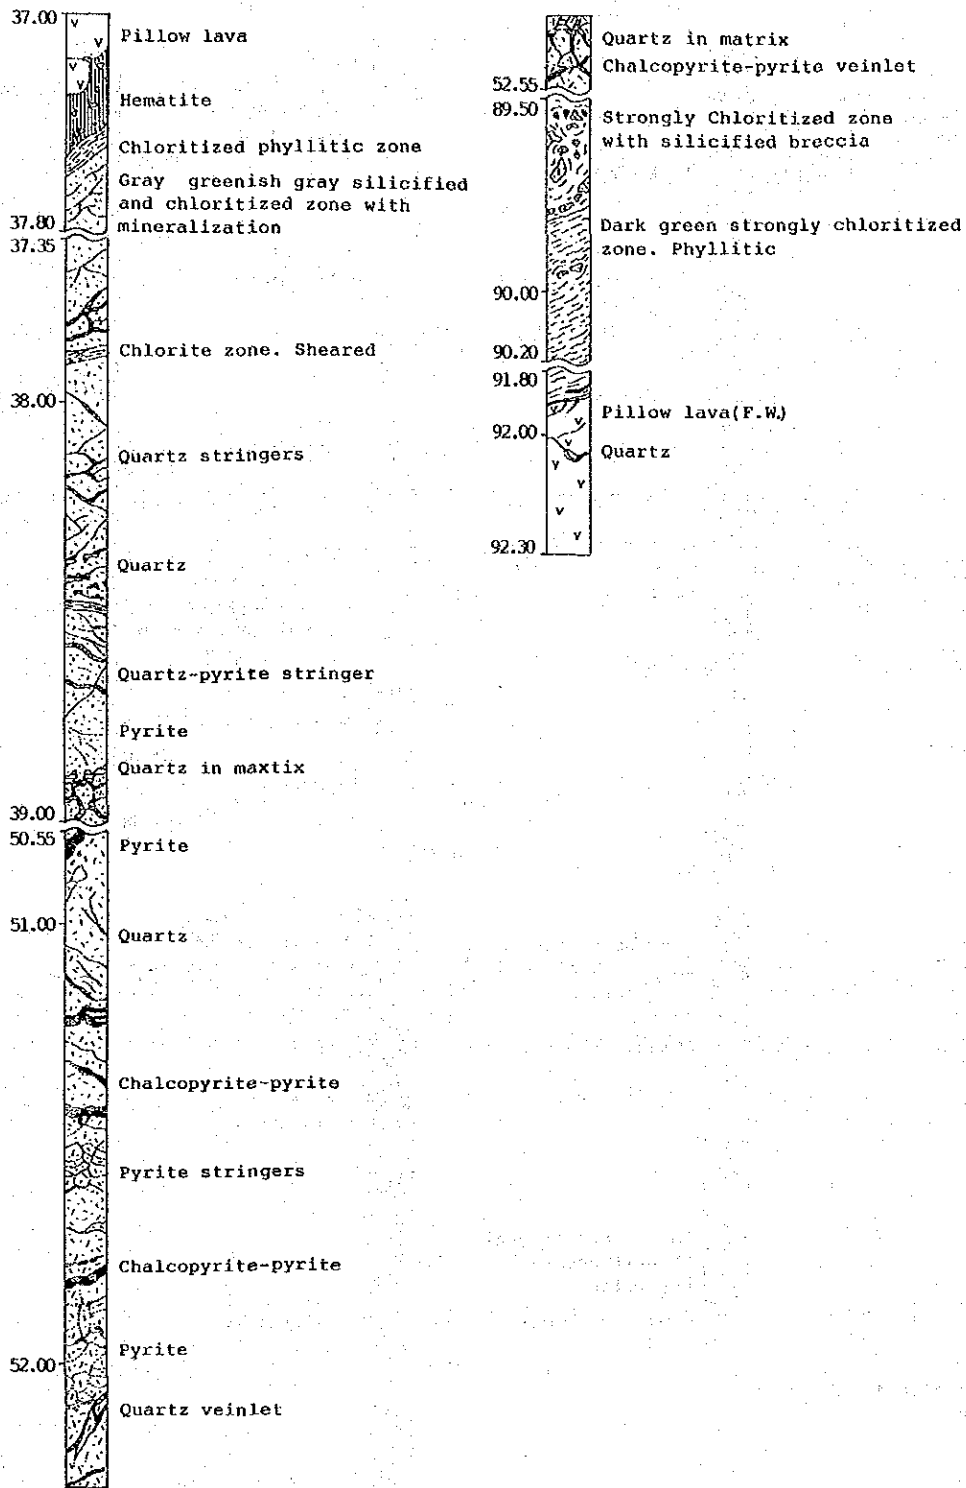 37.00
Pillow lava
Hematite
Chloritized phyllitic zone
Gray greenish gray silicified
and chloritized zone with
mineralization
37.80
37.35
Chlorite zone. Sheared
38.00
Quartz stringers
Quartz
Quartz-pyrite stringer
Pyrite
Quartz in maxtix
39.00
50.55
Pyrite
51.00
Quartz
Chalcopyrite-pyrite
Pyrite stringers
Chalcopyrite-pyrite
Pyrite
52.00
Quartz veinlet
Quartz in matrix
Chalcopyrite-pyrite veinlet
52.55
89.50
Strongly Chloritized zone
with silicified breccia
Dark green strongly chloritized
zone. Phyllitic
90.00
90.20
91.80
Pillow lava(F.W.)
92.00
Quartz
92.30